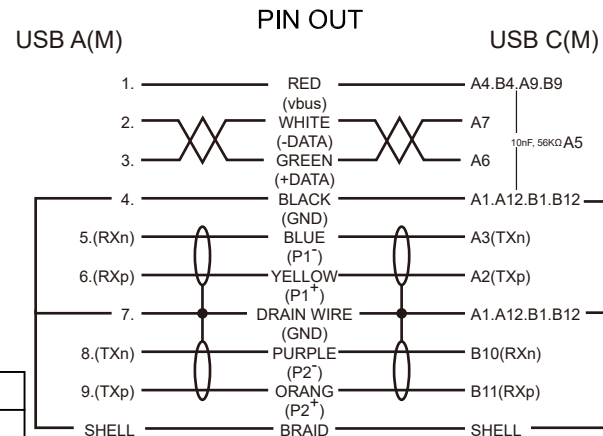 PIN OUT
USB A(M) USB C(M)
1. RED A4.B4.A9.B9
(vbus)
2. WHITE A7
(-DATA) 10nF, 56KΩ A5
3. GREEN A6
(+DATA)
4. BLACK A1.A12.B1.B12
(GND)
5.(RXn) BLUE A3(TXn)
(P1-)
6.(RXp) YELLOW A2(TXp)
(P1+)
7. DRAIN WIRE A1.A12.B1.B12
(GND)
8.(TXn) PURPLE B10(RXn)
(P2-)
9.(TXp) ORANG B11(RXp)
(P2+)
SHELL BRAID SHELL